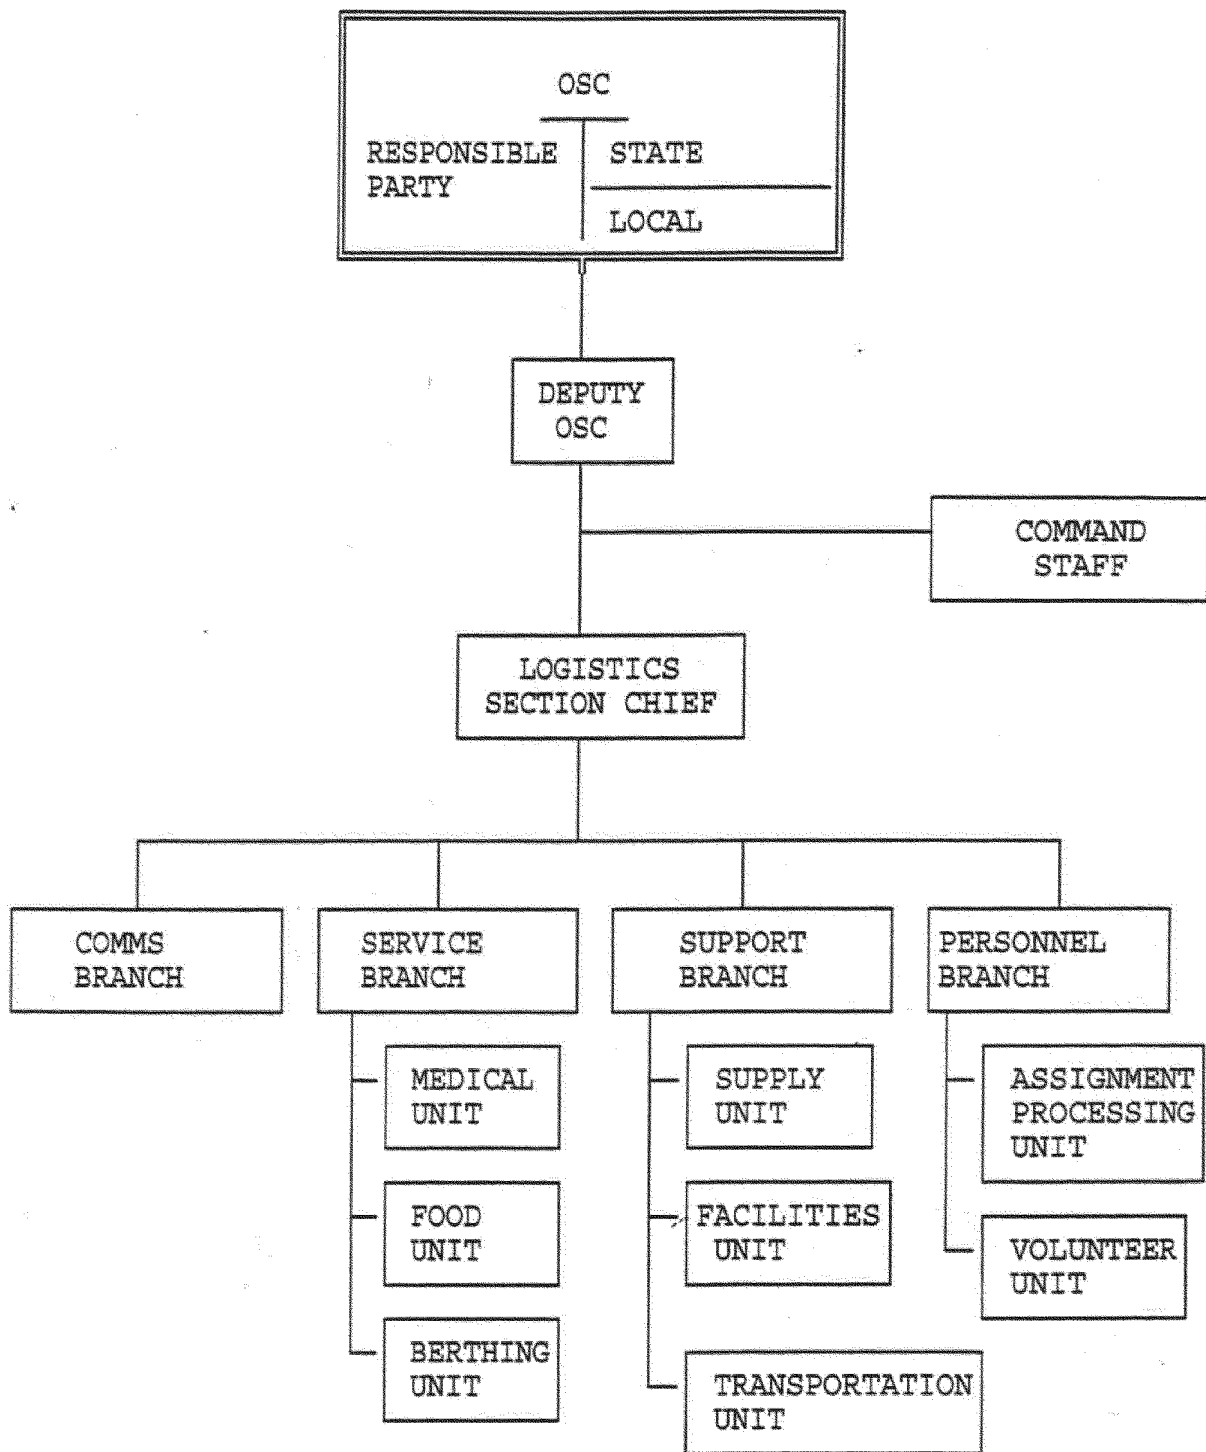 OSC
RESPONSIBLE
PARTY
STATE
LOCAL
DEPUTY
OSC
COMMAND
STAFF
LOGISTICS
SECTION CHIEF
COMMS
BRANCH
SERVICE
BRANCH
SUPPORT
BRANCH
PERSONNEL
BRANCH
MEDICAL
UNIT
FOOD
UNIT
BERTHING
UNIT
SUPPLY
UNIT
FACILITIES
UNIT
TRANSPORTATION
UNIT
ASSIGNMENT
PROCESSING
UNIT
VOLUNTEER
UNIT